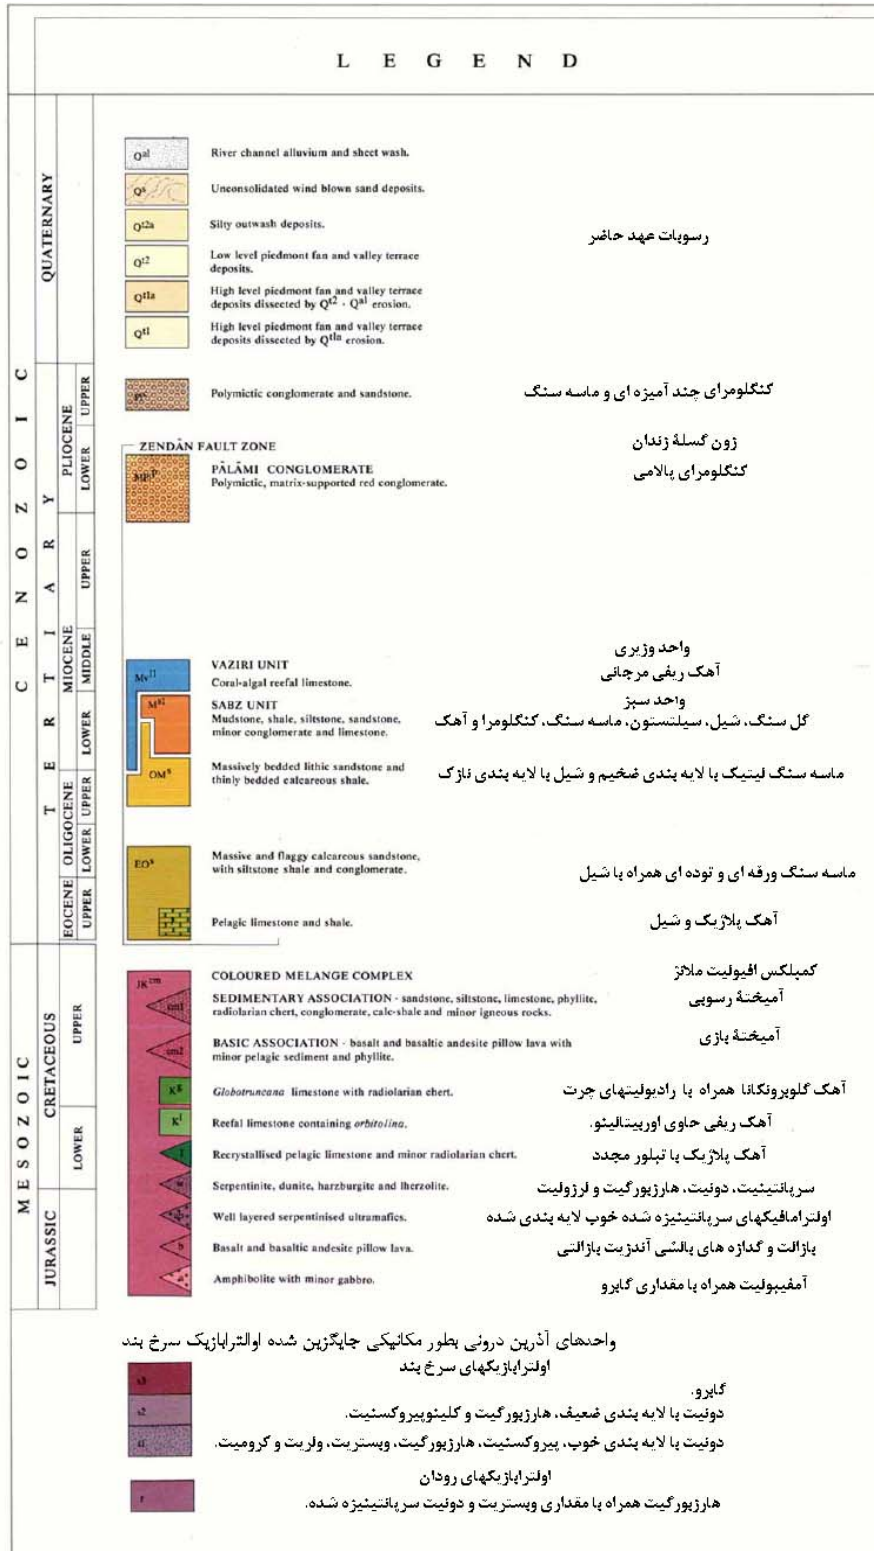 L E G E N D
CENOZOIC
QUATERNARY
Qal River channel alluvium and sheet wash.
Qs Unconsolidated wind blown sand deposits.
Qt2a Silty outwash deposits.
رسوبات عهد حاضر
Qt2 Low level piedmont fan and valley terrace
deposits.
Qt1a High level piedmont fan and valley terrace
deposits dissected by Qt2 - Qal erosion.
Qt1 High level piedmont fan and valley terrace
deposits dissected by Qt1a erosion.
TERTIARY
PLIOCENE
UPPER
LOWER
Polymictic conglomerate and sandstone.
کنگلومرای چند آمیزه ای و ماسه سنگ
ZENDĀN FAULT ZONE
زون گسلهٔ زندان
PĀLĀMI CONGLOMERATE
Polymictic, matrix-supported red conglomerate.
کنگلومرای پالامی
MIOCENE
UPPER
MIDDLE
LOWER
VAZIRI UNIT
واحد وزیری
Coral-algal reefal limestone.
آهک ریفی مرجانی
SABZ UNIT
واحد سبز
Mudstone, shale, siltstone, sandstone,
minor conglomerate and limestone.
گل سنگ، شیل، سیلتستون، ماسه سنگ، کنگلومرا و آهک
OMs Massively bedded lithic sandstone and
thinly bedded calcareous shale.
ماسه سنگ لیتیک با لایه بندی ضخیم و شیل با لایه بندی نازک
OLIGOCENE
UPPER
LOWER
EOCENE
UPPER
EOs Massive and flaggy calcareous sandstone,
with siltstone shale and conglomerate.
ماسه سنگ ورقه ای و توده ای همراه با شیل
Pelagic limestone and shale.
آهک پلاژیک و شیل
MESOZOIC
CRETACEOUS
UPPER
LOWER
JURASSIC
JKcm COLOURED MELANGE COMPLEX
کمپلکس افیولیت ملانژ
cm1 SEDIMENTARY ASSOCIATION - sandstone, siltstone, limestone, phyllite,
radiolarian chert, conglomerate, calc-shale and minor igneous rocks.
آمیختهٔ رسوبی
cm2 BASIC ASSOCIATION - basalt and basaltic andesite pillow lava with
minor pelagic sediment and phyllite.
آمیختهٔ بازی
Kg Globotruncana limestone with radiolarian chert.
آهک گلوبرونکانا همراه با رادیولیتهای چرت
Kl Reefal limestone containing orbitolina.
آهک ریفی حاوی اوربیتالینو.
Recrystallised pelagic limestone and minor radiolarian chert.
آهک پلاژیک با تبلور مجدد
Serpentinite, dunite, harzburgite and lherzolite.
سرپانتینیت، دونیت، هارزبورگیت و لرزولیت
Well layered serpentinised ultramafics.
اولترامافیکهای سرپانتینیزه شده خوب لایه بندی شده
b Basalt and basaltic andesite pillow lava.
بازالت و گدازه های بالشی آندزیت بازالتی
Amphibolite with minor gabbro.
آمفیبولیت همراه با مقداری گابرو
واحدهای آذرین درونی بطور مکانیکی جایگزین شده اوالترابازیک سرخ بند
اولترابازیکهای سرخ بند
s3 گابرو.
s2 دونیت با لایه بندی ضعیف، هارزبورگیت و کلینوپیروکسنیت.
s1 دونیت با لایه بندی خوب، پیروکسنیت، هارزبورگیت، وبستریت، ولریت و کرومیت.
اولترابازیکهای رودان
r هارزبورگیت همراه با مقداری وبستریت و دونیت سرپانتینیزه شده.